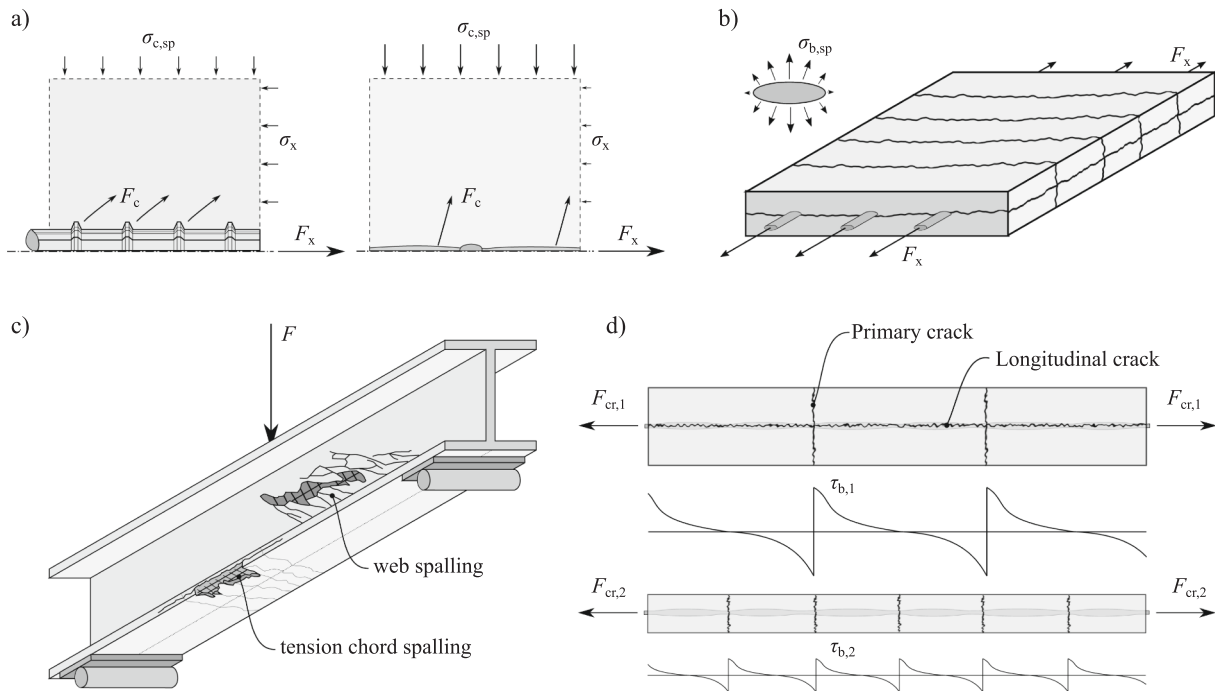 a)
σc,sp
σx
Fc
Fx
σc,sp
σx
Fc
Fx
b)
σb,sp
Fx
Fx
c)
F
web spalling
tension chord spalling
d)
Primary crack
Longitudinal crack
Fcr,1
Fcr,1
τb,1
Fcr,2
Fcr,2
τb,2